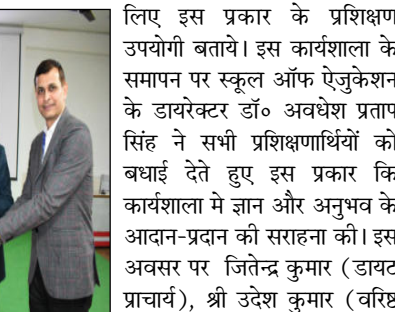 लिए इस प्रकार के प्रशिक्षण
उपयोगी बताये। इस कार्यशाला के
समापन पर स्कूल ऑफ ऐजुकेशन
के डायरेक्टर डॉ० अवधेश प्रताप
सिंह ने सभी प्रशिक्षणार्थियों को
बधाई देते हुए इस प्रकार कि
कार्यशाला मे ज्ञान और अनुभव के
आदान-प्रदान की सराहना की। इस
अवसर पर जितेन्द्र कुमार (डायट
प्राचार्य), श्री उदेश कुमार (वरिष्ठ